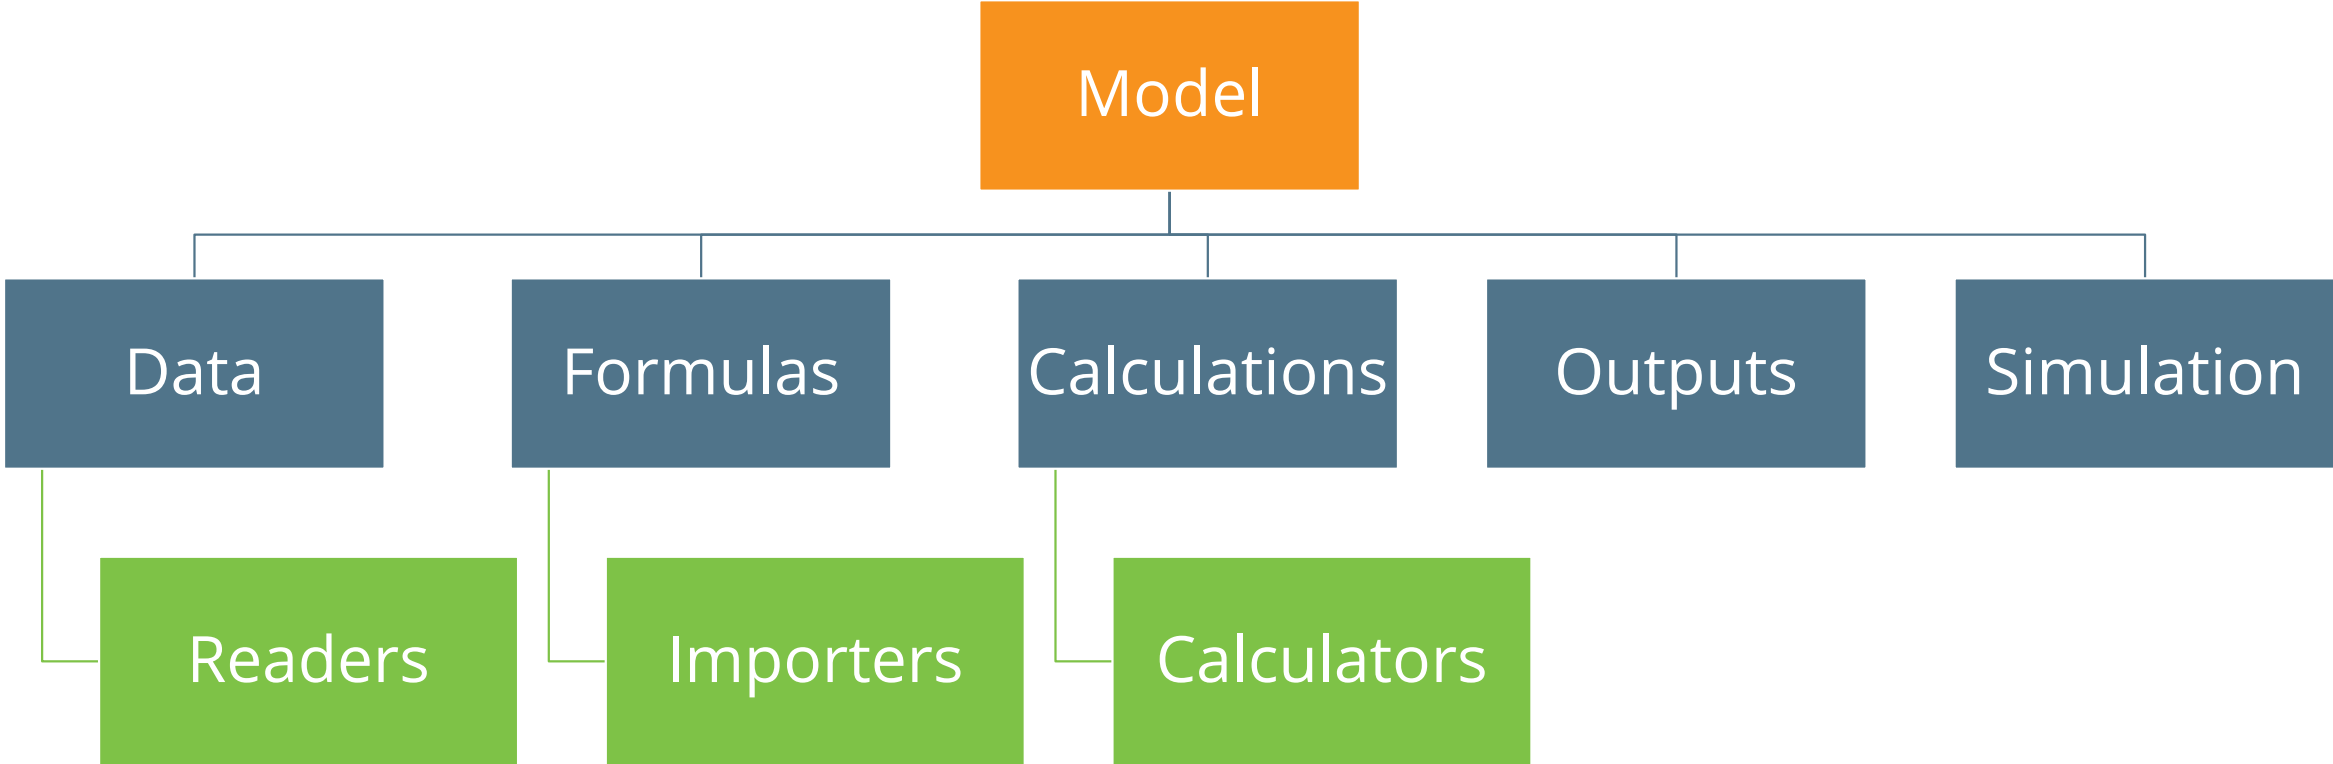 Model
Data
Formulas
Calculations
Outputs
Simulation
Readers
Importers
Calculators